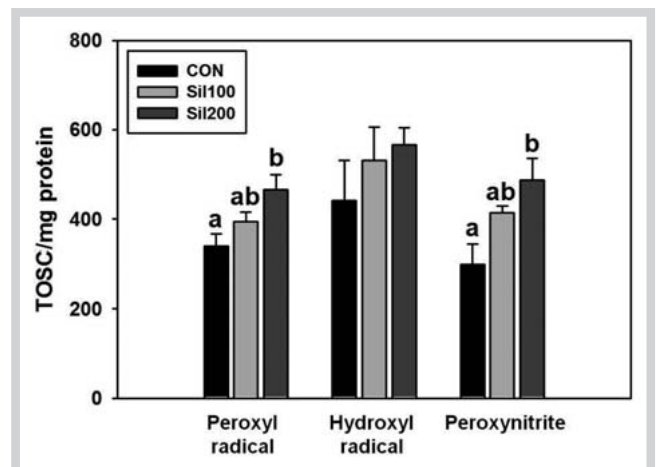 800
600
400
200
0
TOSC/mg protein
CON
Sil100
Sil200
a
ab
b
a
ab
b
Peroxyl
radical
Hydroxyl
radical
Peroxynitrite